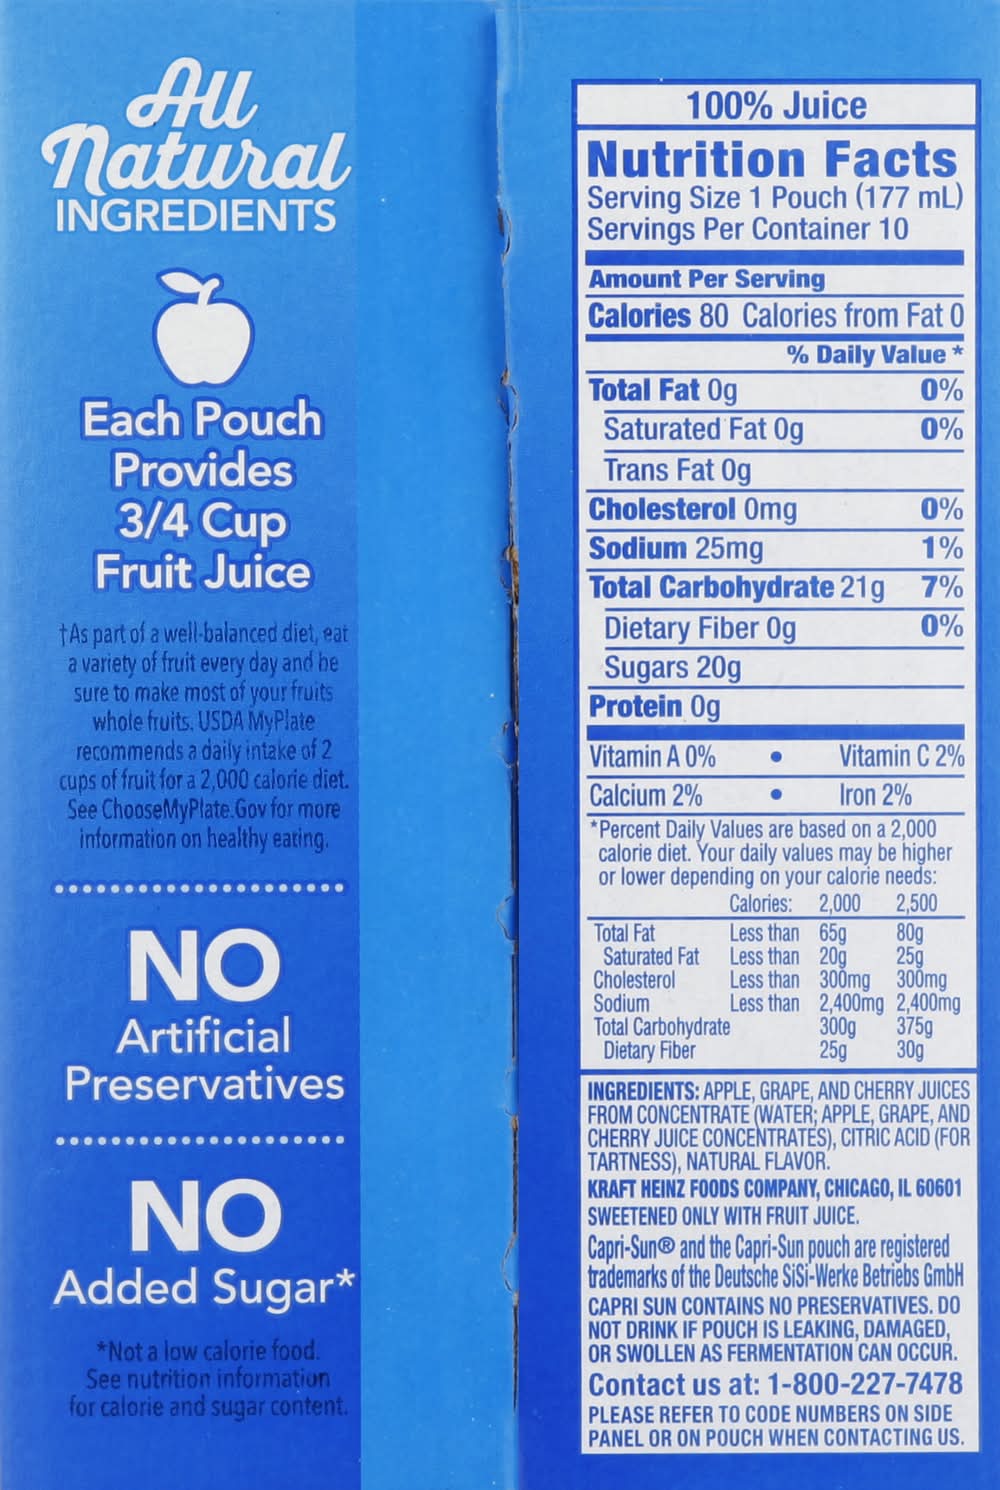 All
Natural
INGREDIENTS
Each Pouch
Provides
3/4 Cup
Fruit Juice
†As part of a well-balanced diet, eat
a variety of fruit every day and be
sure to make most of your fruits
whole fruits. USDA MyPlate
recommends a daily intake of 2
cups of fruit for a 2,000 calorie diet.
See ChooseMyPlate.Gov for more
information on healthy eating.
NO
Artificial
Preservatives
NO
Added Sugar*
*Not a low calorie food.
See nutrition information
for calorie and sugar content.
100% Juice
Nutrition Facts
Serving Size 1 Pouch (177 mL)
Servings Per Container 10
Amount Per Serving
Calories 80 Calories from Fat 0
% Daily Value *
Total Fat 0g 0%
Saturated Fat 0g 0%
Trans Fat 0g
Cholesterol 0mg 0%
Sodium 25mg 1%
Total Carbohydrate 21g 7%
Dietary Fiber 0g 0%
Sugars 20g
Protein 0g
Vitamin A 0% • Vitamin C 2%
Calcium 2% • Iron 2%
*Percent Daily Values are based on a 2,000
calorie diet. Your daily values may be higher
or lower depending on your calorie needs:
Calories: 2,000 2,500
Total Fat Less than 65g 80g
Saturated Fat Less than 20g 25g
Cholesterol Less than 300mg 300mg
Sodium Less than 2,400mg 2,400mg
Total Carbohydrate 300g 375g
Dietary Fiber 25g 30g
INGREDIENTS: APPLE, GRAPE, AND CHERRY JUICES
FROM CONCENTRATE (WATER; APPLE, GRAPE, AND
CHERRY JUICE CONCENTRATES), CITRIC ACID (FOR
TARTNESS), NATURAL FLAVOR.
KRAFT HEINZ FOODS COMPANY, CHICAGO, IL 60601
SWEETENED ONLY WITH FRUIT JUICE.
Capri-Sun® and the Capri-Sun pouch are registered
trademarks of the Deutsche SiSi-Werke Betriebs GmbH
CAPRI SUN CONTAINS NO PRESERVATIVES. DO
NOT DRINK IF POUCH IS LEAKING, DAMAGED,
OR SWOLLEN AS FERMENTATION CAN OCCUR.
Contact us at: 1-800-227-7478
PLEASE REFER TO CODE NUMBERS ON SIDE
PANEL OR ON POUCH WHEN CONTACTING US.